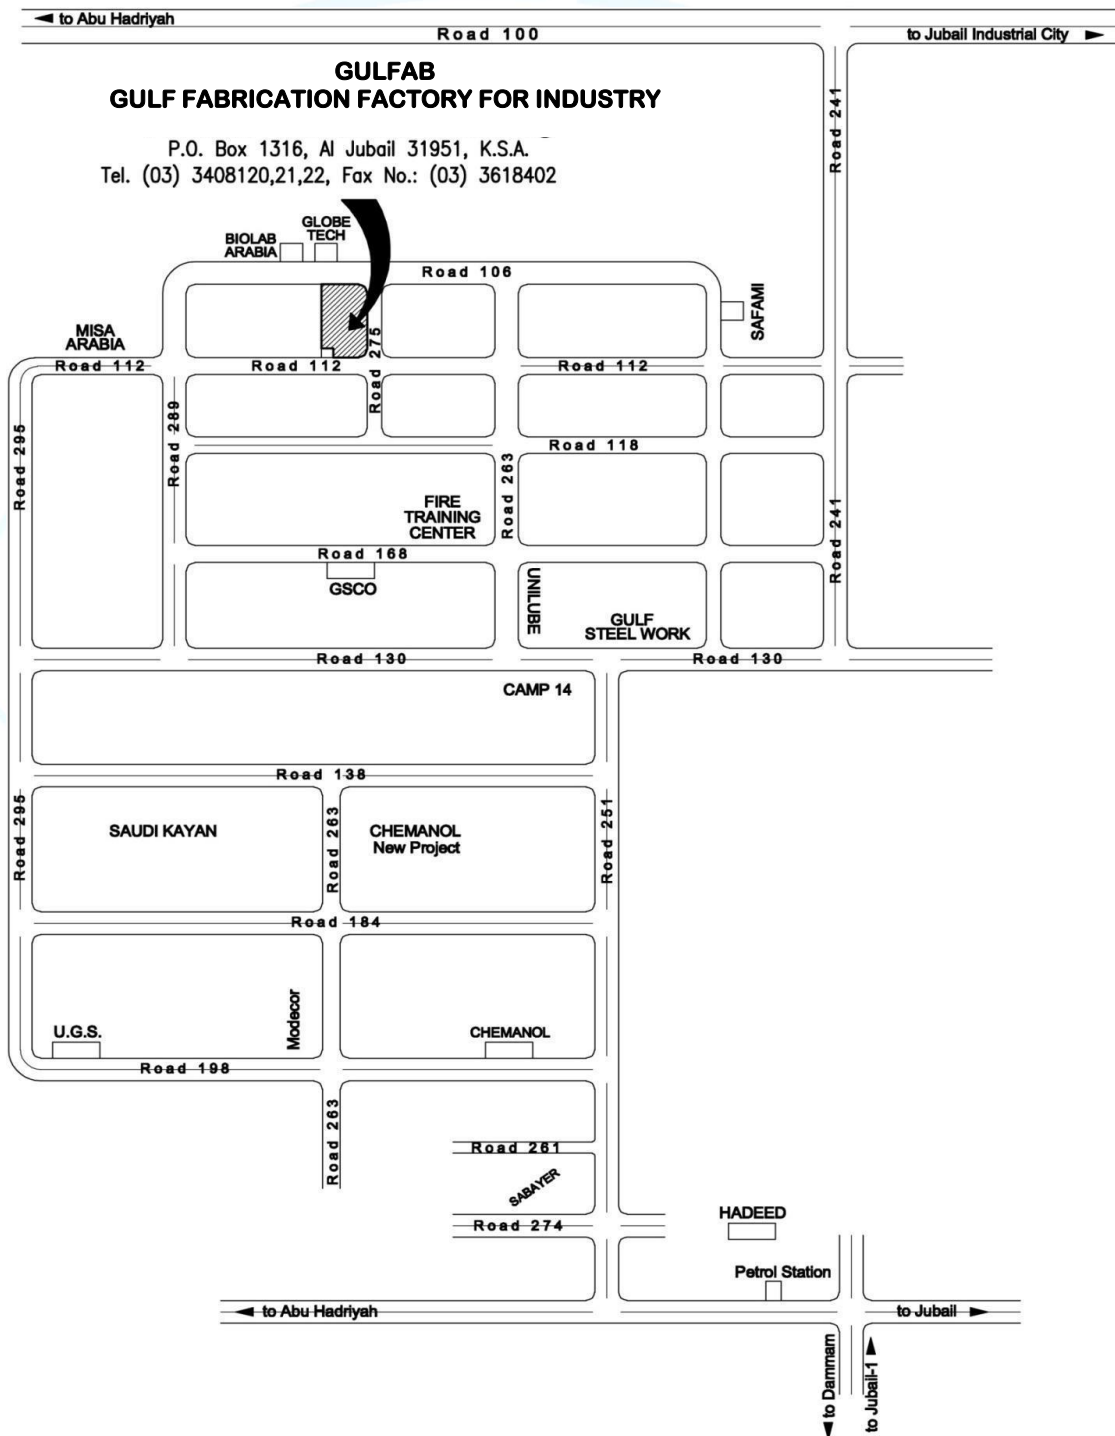 to Abu Hadriyah
Road 100
to Jubail Industrial City
GULFAB
GULF FABRICATION FACTORY FOR INDUSTRY
P.O. Box 1316, Al Jubail 31951, K.S.A.
Tel. (03) 3408120,21,22, Fax No.: (03) 3618402
Road 241
BIOLAB
ARABIA
GLOBE
TECH
Road 106
SAFAMI
MISA
ARABIA
Road 112
Road 112
Road 275
Road 112
Road 295
Road 289
Road 118
Road 263
FIRE
TRAINING
CENTER
Road 241
Road 168
GSCO
UNILUBE
GULF
STEEL WORK
Road 130
Road 130
CAMP 14
Road 138
Road 295
SAUDI KAYAN
Road 263
CHEMANOL
New Project
Road 251
Road 184
Modecor
U.G.S.
CHEMANOL
Road 198
Road 263
Road 261
SABAYER
Road 274
HADEED
Petrol Station
to Abu Hadriyah
to Jubail
to Dammam
to Jubail-1